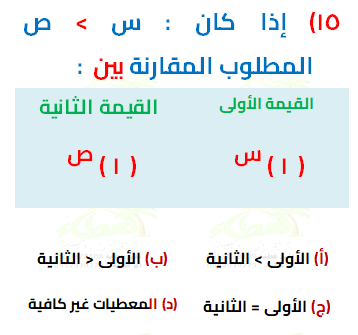 ١٥) إذا كان : س > ص
المطلوب المقارنة بين :
القيمة الأولى القيمة الثانية
( ١ ) س ( ١ ) ص
(أ) الأولى > الثانية (ب) الأولى < الثانية
(ج) الأولى = الثانية (د) المعطيات غير كافية